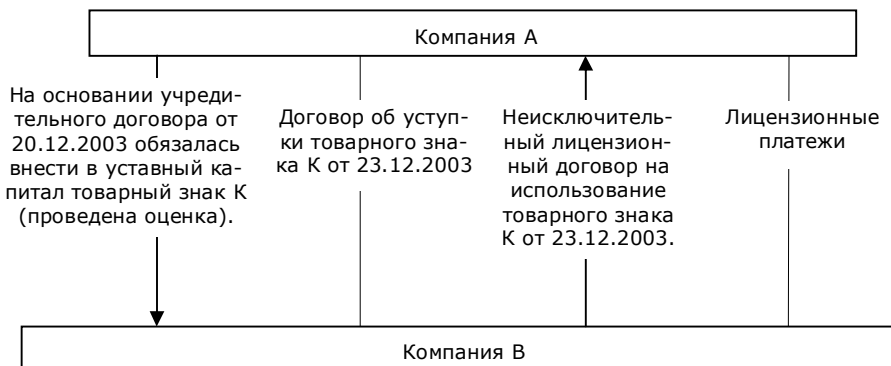 Компания А
На основании учреди-
тельного договора от
20.12.2003 обязалась
внести в уставный ка-
питал товарный знак К
(проведена оценка).
Договор об уступ-
ки товарного зна-
ка К от 23.12.2003
Неисключитель-
ный лицензион-
ный договор на
использование
товарного знака
К от 23.12.2003.
Лицензионные
платежи
Компания В